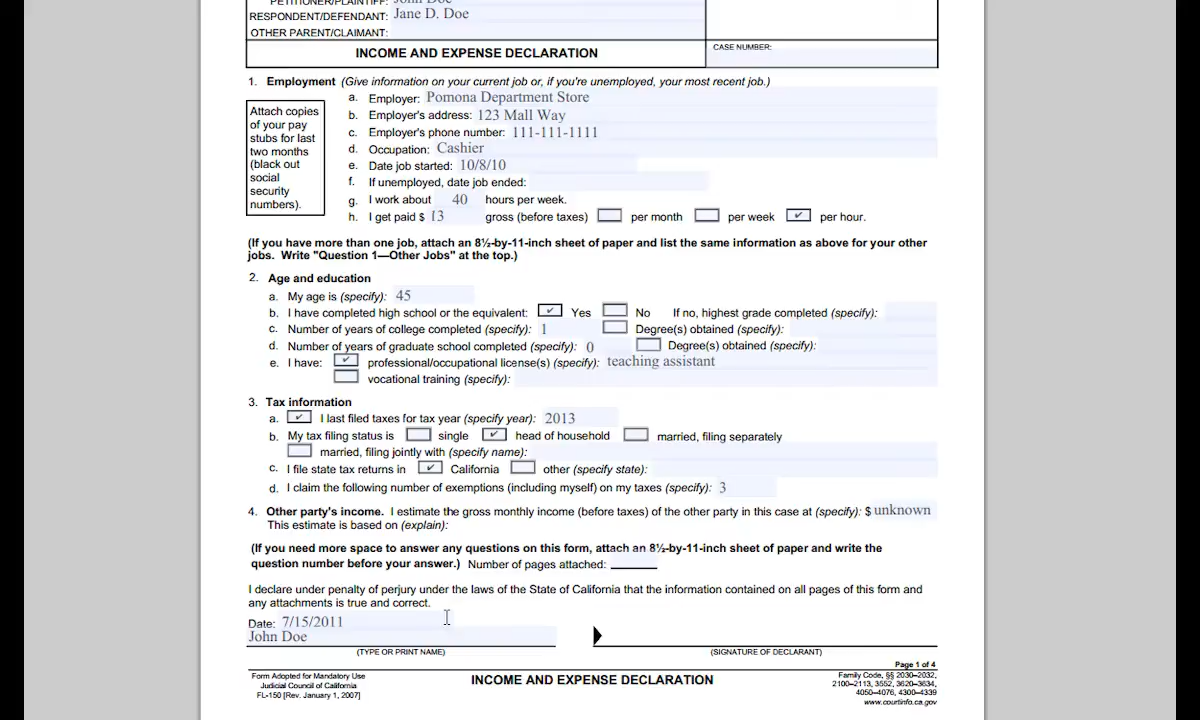 PETITIONER/PLAINTIFF: John Doe
RESPONDENT/DEFENDANT: Jane D. Doe
OTHER PARENT/CLAIMANT:
INCOME AND EXPENSE DECLARATION
CASE NUMBER:
1. Employment (Give information on your current job or, if you're unemployed, your most recent job.)
Attach copies
of your pay
stubs for last
two months
(black out
social
security
numbers).
a. Employer: Pomona Department Store
b. Employer's address: 123 Mall Way
c. Employer's phone number: 111-111-1111
d. Occupation: Cashier
e. Date job started: 10/8/10
f. If unemployed, date job ended:
g. I work about 40 hours per week.
h. I get paid $ 13 gross (before taxes) per month per week ✔ per hour.
(If you have more than one job, attach an 8½-by-11-inch sheet of paper and list the same information as above for your other
jobs. Write "Question 1—Other Jobs" at the top.)
2. Age and education
a. My age is (specify): 45
b. I have completed high school or the equivalent: ✔ Yes No If no, highest grade completed (specify):
c. Number of years of college completed (specify): 1 Degree(s) obtained (specify):
d. Number of years of graduate school completed (specify): 0 Degree(s) obtained (specify):
e. I have: ✔ professional/occupational license(s) (specify): teaching assistant
vocational training (specify):
3. Tax information
a. ✔ I last filed taxes for tax year (specify year): 2013
b. My tax filing status is single ✔ head of household married, filing separately
married, filing jointly with (specify name):
c. I file state tax returns in ✔ California other (specify state):
d. I claim the following number of exemptions (including myself) on my taxes (specify): 3
4. Other party's income. I estimate the gross monthly income (before taxes) of the other party in this case at (specify): $ unknown
This estimate is based on (explain):
(If you need more space to answer any questions on this form, attach an 8½-by-11-inch sheet of paper and write the
question number before your answer.) Number of pages attached:
I declare under penalty of perjury under the laws of the State of California that the information contained on all pages of this form and
any attachments is true and correct.
Date: 7/15/2011
John Doe
(TYPE OR PRINT NAME)
(SIGNATURE OF DECLARANT)
Page 1 of 4
Form Adopted for Mandatory Use
Judicial Council of California
FL-150 [Rev. January 1, 2007]
INCOME AND EXPENSE DECLARATION
Family Code, §§ 2030–2032,
2100–2113, 3552, 3620–3634,
4050–4076, 4300–4339
www.courtinfo.ca.gov